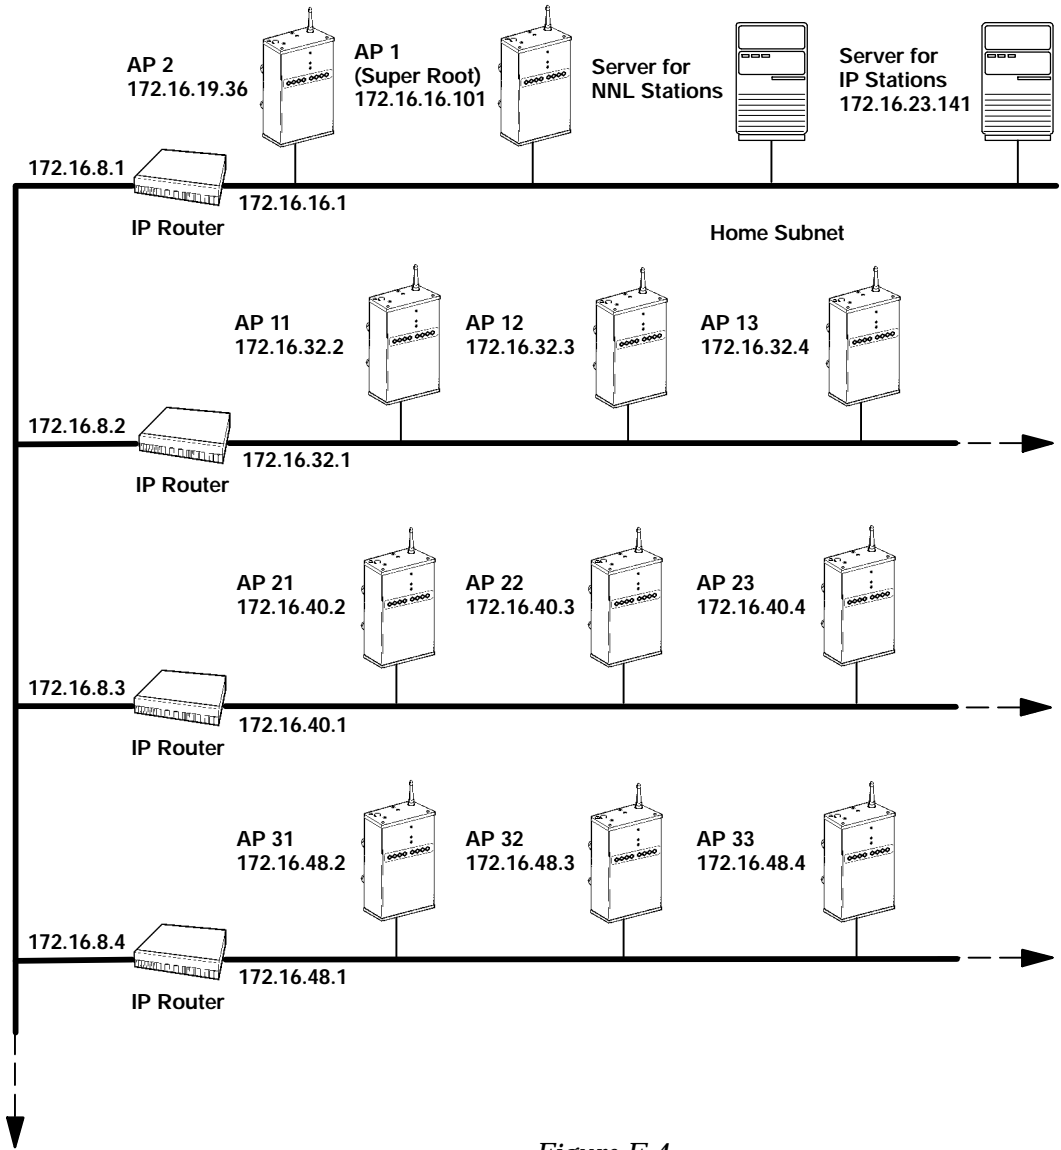 AP 2
172.16.19.36
AP 1
(Super Root)
172.16.16.101
Server for
NNL Stations
Server for
IP Stations
172.16.23.141
172.16.8.1
172.16.16.1
IP Router
Home Subnet
AP 11
172.16.32.2
AP 12
172.16.32.3
AP 13
172.16.32.4
172.16.8.2
172.16.32.1
IP Router
AP 21
172.16.40.2
AP 22
172.16.40.3
AP 23
172.16.40.4
172.16.8.3
172.16.40.1
IP Router
AP 31
172.16.48.2
AP 32
172.16.48.3
AP 33
172.16.48.4
172.16.8.4
172.16.48.1
IP Router
Figure E-4